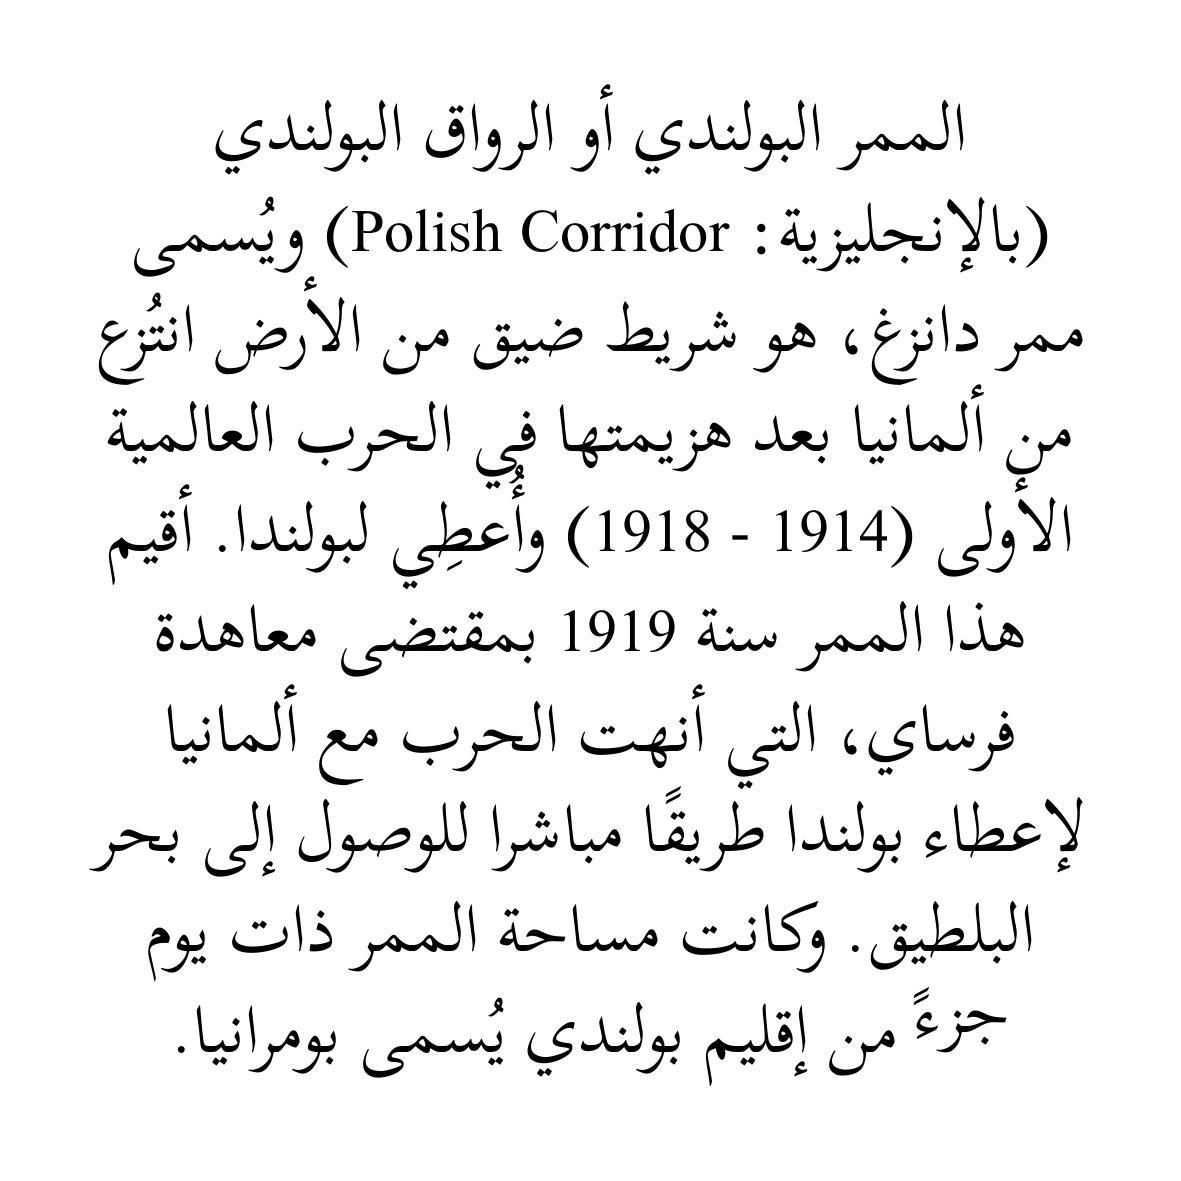 الممر البولندي أو الرواق البولندي
(بالإنجليزية: Polish Corridor) ويُسمى
ممر دانزغ، هو شريط ضيق من الأرض انتُزع
من ألمانيا بعد هزيمتها في الحرب العالمية
الأولى (1914 - 1918) وأُعطِي لبولندا. أقيم
هذا الممر سنة 1919 بمقتضى معاهدة
فرساي، التي أنهت الحرب مع ألمانيا
لإعطاء بولندا طريقًا مباشرا للوصول إلى بحر
البلطيق. وكانت مساحة الممر ذات يوم
جزءً من إقليم بولندي يُسمى بومرانيا.